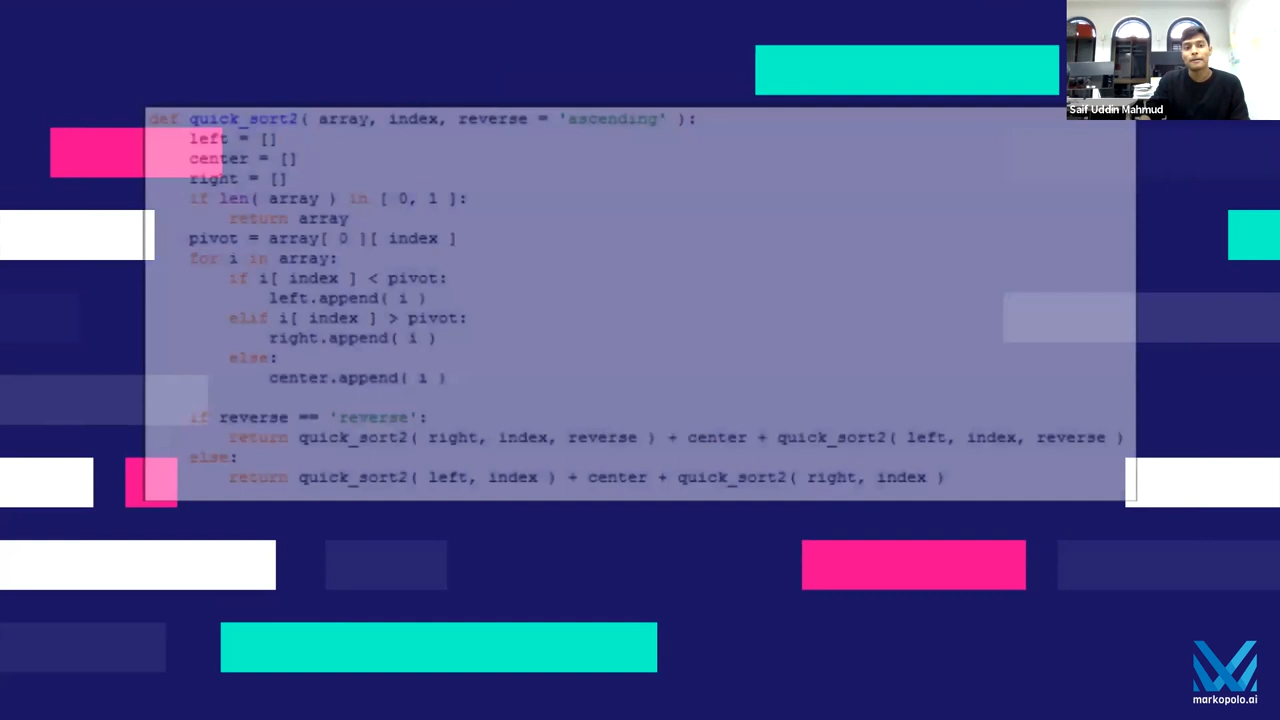 Saif Uddin Mahmud
def quick_sort2( array, index, reverse = 'ascending' ):
    left = []
    center = []
    right = []
    if len( array ) in [ 0, 1 ]:
        return array
    pivot = array[ 0 ][ index ]
    for i in array:
        if i[ index ] < pivot:
            left.append( i )
        elif i[ index ] > pivot:
            right.append( i )
        else:
            center.append( i )
    if reverse == 'reverse':
        return quick_sort2( right, index, reverse ) + center + quick_sort2( left, index, reverse )
    else:
        return quick_sort2( left, index ) + center + quick_sort2( right, index )
markopolo.ai